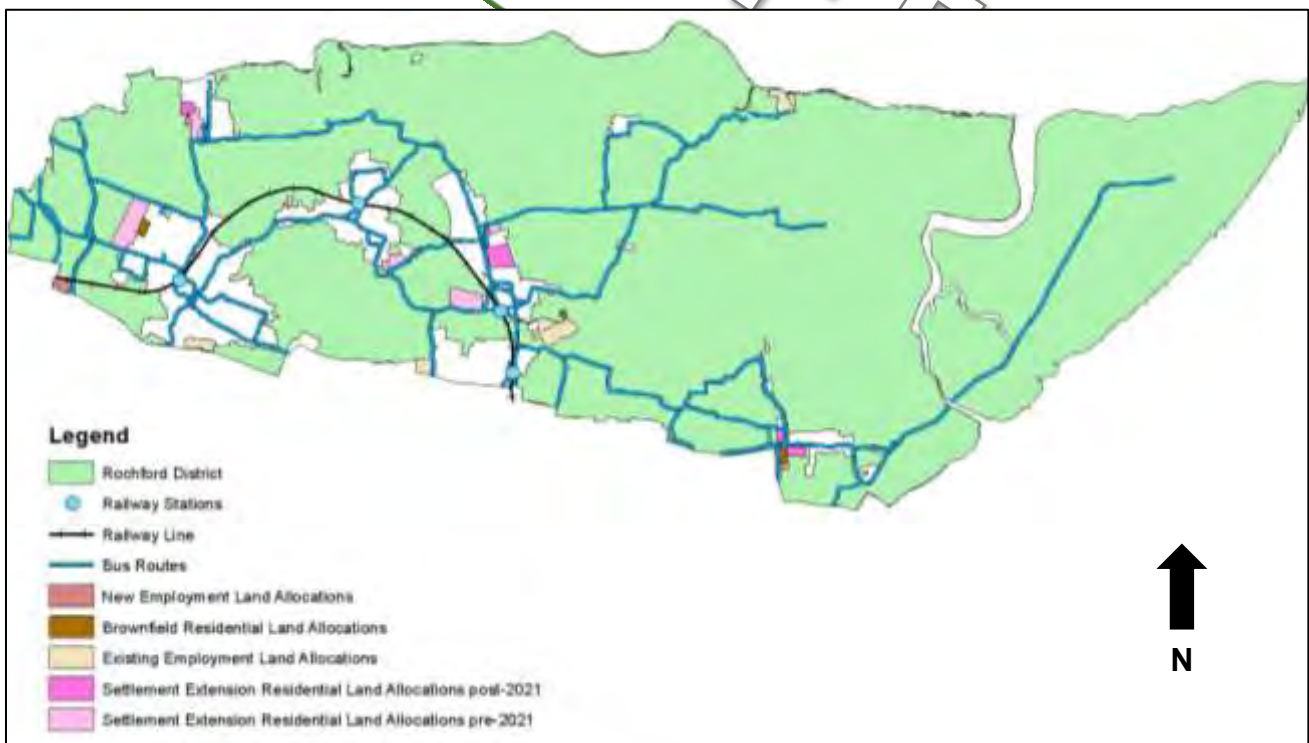 Legend
Rochford District
Railway Stations
Railway Line
Bus Routes
New Employment Land Allocations
Brownfield Residential Land Allocations
Existing Employment Land Allocations
Settlement Extension Residential Land Allocations post-2021
Settlement Extension Residential Land Allocations pre-2021
N